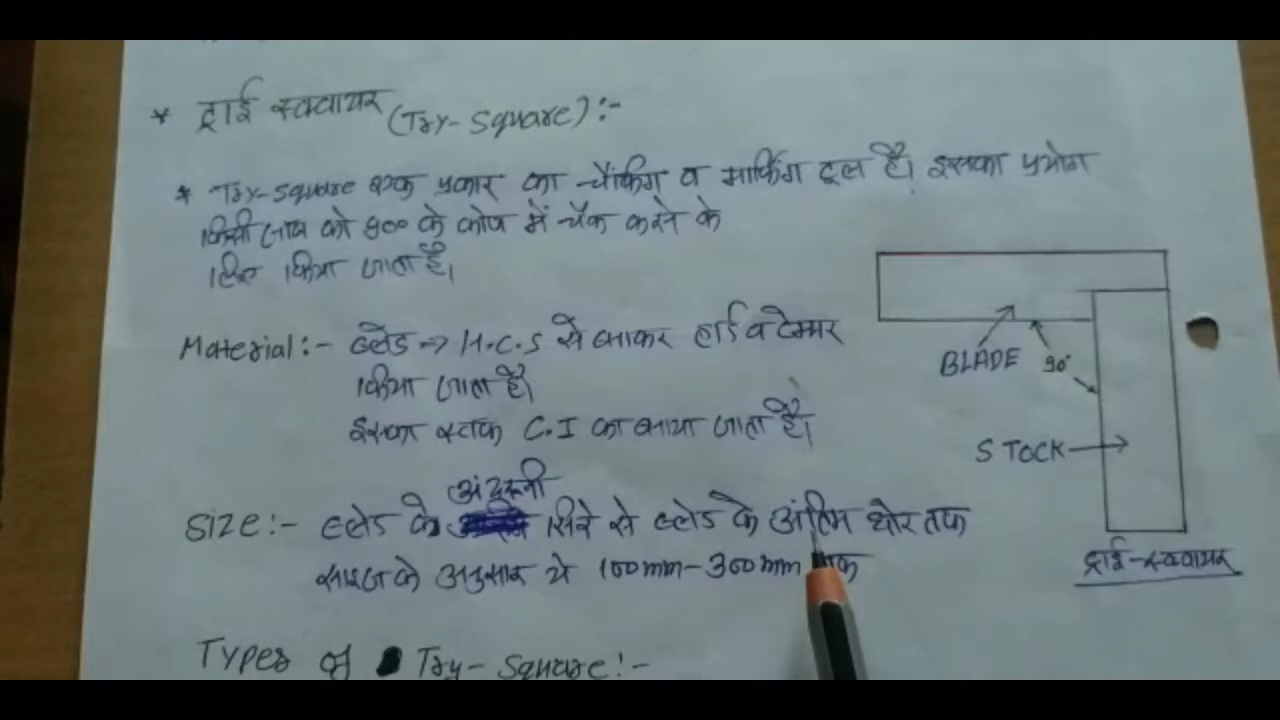 * ट्राई स्क्वायर (Try-Square):-
* Try-Square एक प्रकार का चैकिंग व मार्किंग टूल है। इसका प्रयोग
किसी जाब को 90° के कोण में चैक करने के
लिए किया जाता है।
Material:- ब्लेड → H.C.S से बनाकर हार्ड व टेम्पर
किया जाता है।
इसका स्टाक C.I का बनाया जाता है।
अंदरूनी
Size:- ब्लेड के सिरे से ब्लेड के अंतिम छोर तक
साइज के अनुसार ये 100mm-300mm तक
Types of Try-Square:-
BLADE 90°
STOCK
ट्राई-स्क्वायर